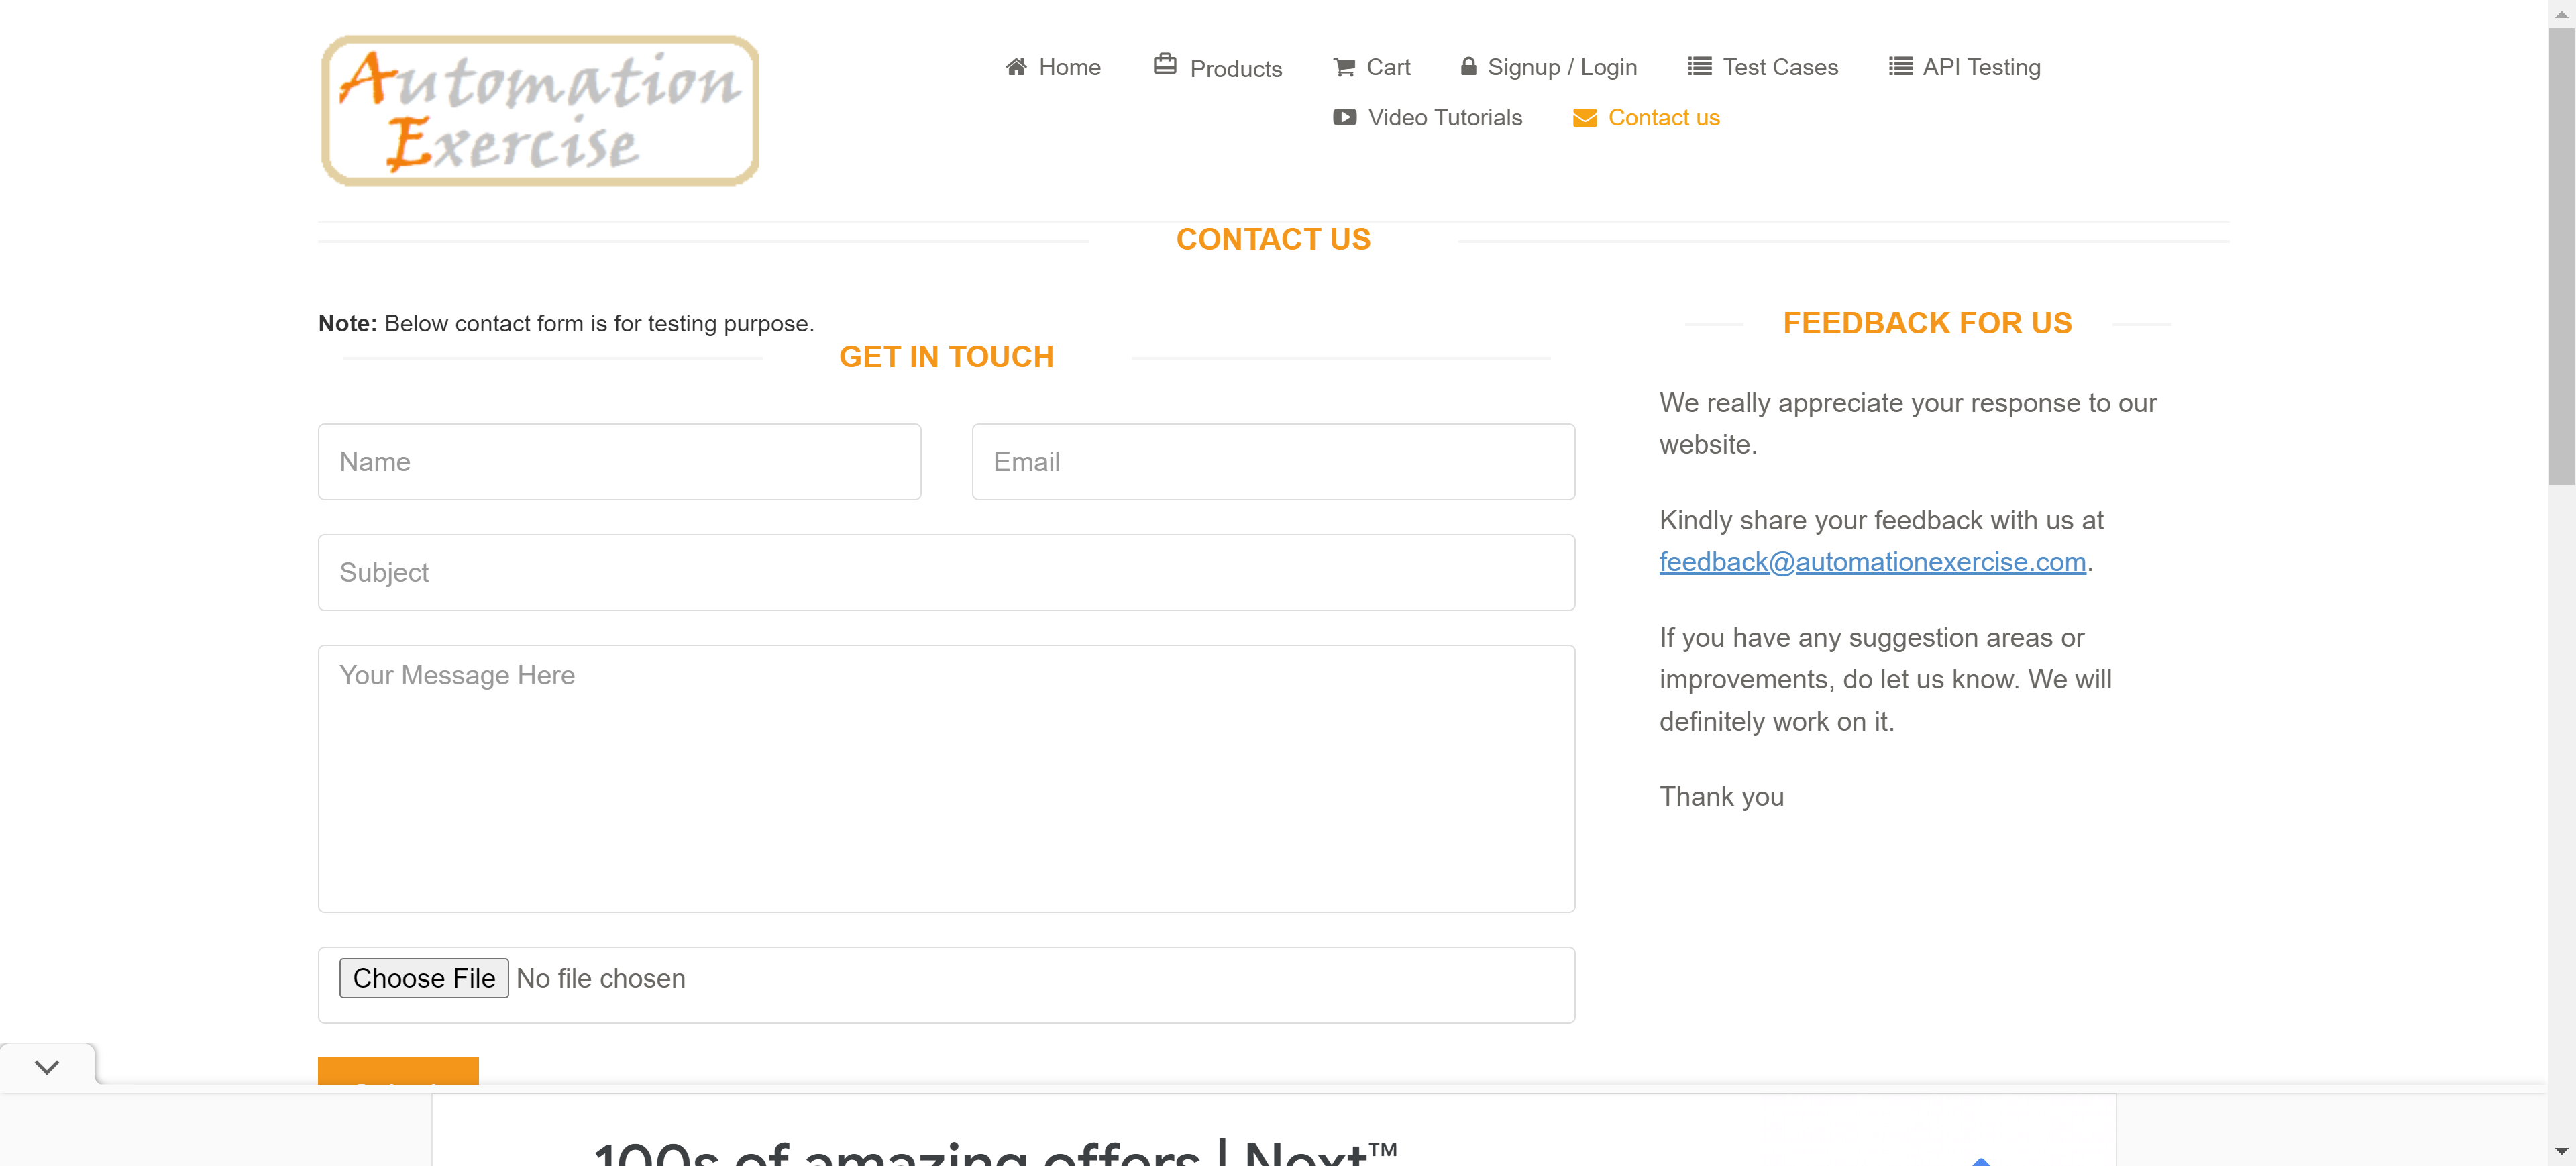 Automation
Exercise
Home
Products
Cart
Signup / Login
Test Cases
API Testing
Video Tutorials
Contact us
CONTACT US
Note: Below contact form is for testing purpose.
GET IN TOUCH
Name
Email
Subject
Your Message Here
Choose File No file chosen
FEEDBACK FOR US
We really appreciate your response to our
website.
Kindly share your feedback with us at
feedback@automationexercise.com.
If you have any suggestion areas or
improvements, do let us know. We will
definitely work on it.
Thank you
100s of amazing offers | Next™